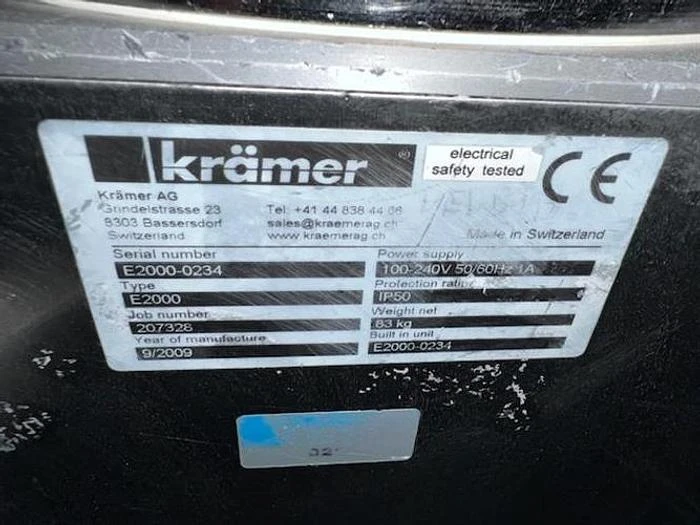 krämer ®
electrical
safety tested
CE
Krämer AG
Grindelstrasse 23
8303 Bassersdorf
Switzerland
Tel: +41 44 838 44 66
sales@kraemerag.ch
www.kraemerag.ch
Made in Switzerland
Serial number
E2000-0234
Type
E2000
Job number
207328
Year of manufacture
9/2009
Power supply
100-240V 50/60Hz 1A
Protection rating
IP50
Weight net
83 kg
Built in unit
E2000-0234